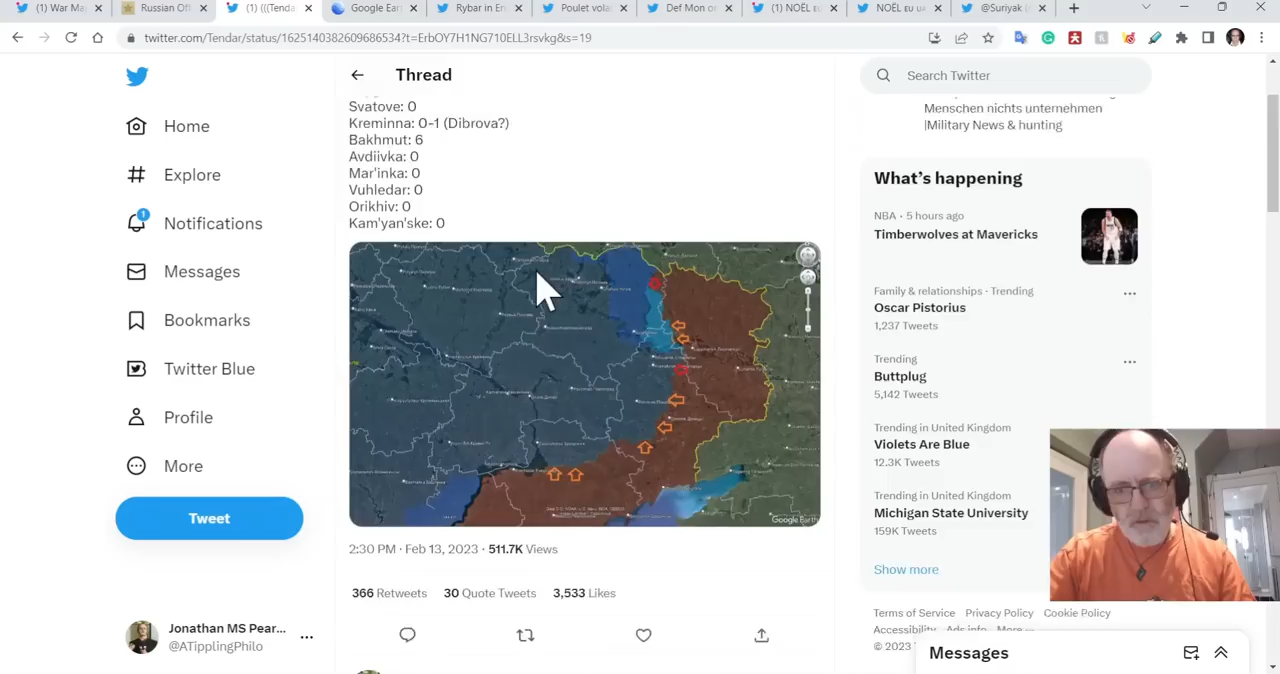 (1) War Ma
Russian Off
(1) (((Tenda
Google Ear
Rybar in En
Poulet vola
Def Mon o
(1) NOËL
NOËL EU
@Suriyak
twitter.com/Tendar/status/1625140382609686534?t=ErbOY7H1NG710ELL3rsvkg&s=19
Home
Explore
1
Notifications
Messages
Bookmarks
Twitter Blue
Profile
More
Tweet
Jonathan MS Pear...
@ATipplingPhilo
Thread
Svatove: 0
Kreminna: 0-1 (Dibrova?)
Bakhmut: 6
Avdiivka: 0
Mar'inka: 0
Vuhledar: 0
Orikhiv: 0
Kam'yan'ske: 0
Google Earth
2:30 PM · Feb 13, 2023 · 511.7K Views
366 Retweets 30 Quote Tweets 3,533 Likes
Search Twitter
Menschen nichts unternehmen
|Military News & hunting
What's happening
NBA · 5 hours ago
Timberwolves at Mavericks
Family & relationships · Trending
Oscar Pistorius
1,237 Tweets
Trending
Buttplug
5,142 Tweets
Trending in United Kingdom
Violets Are Blue
12.3K Tweets
Trending in United Kingdom
Michigan State University
159K Tweets
Show more
Terms of Service Privacy Policy Cookie Policy
Accessibility Ads info More
© 2023
Messages